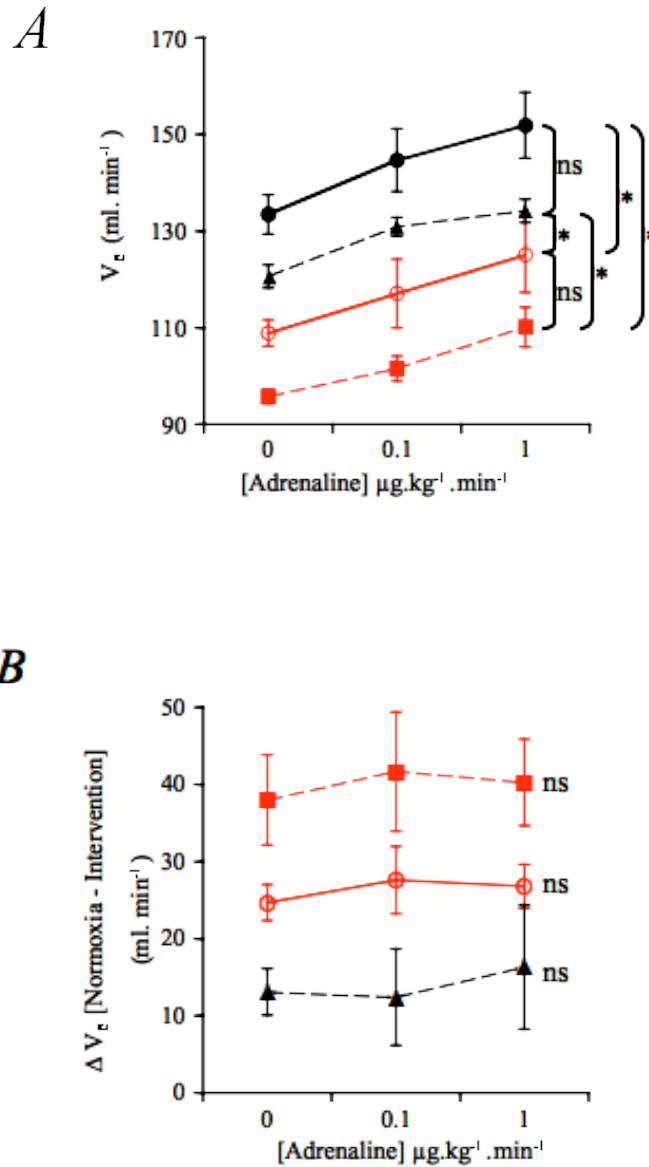 A
170
150
130
110
90
V_E (ml. min⁻¹)
ns
*
ns
*
*
*
0 0.1 1
[Adrenaline] µg.kg⁻¹ .min⁻¹
B
50
40
30
20
10
0
Δ V_E [Normoxia - Intervention]
(ml. min⁻¹)
ns
ns
ns
0 0.1 1
[Adrenaline] µg.kg⁻¹ .min⁻¹